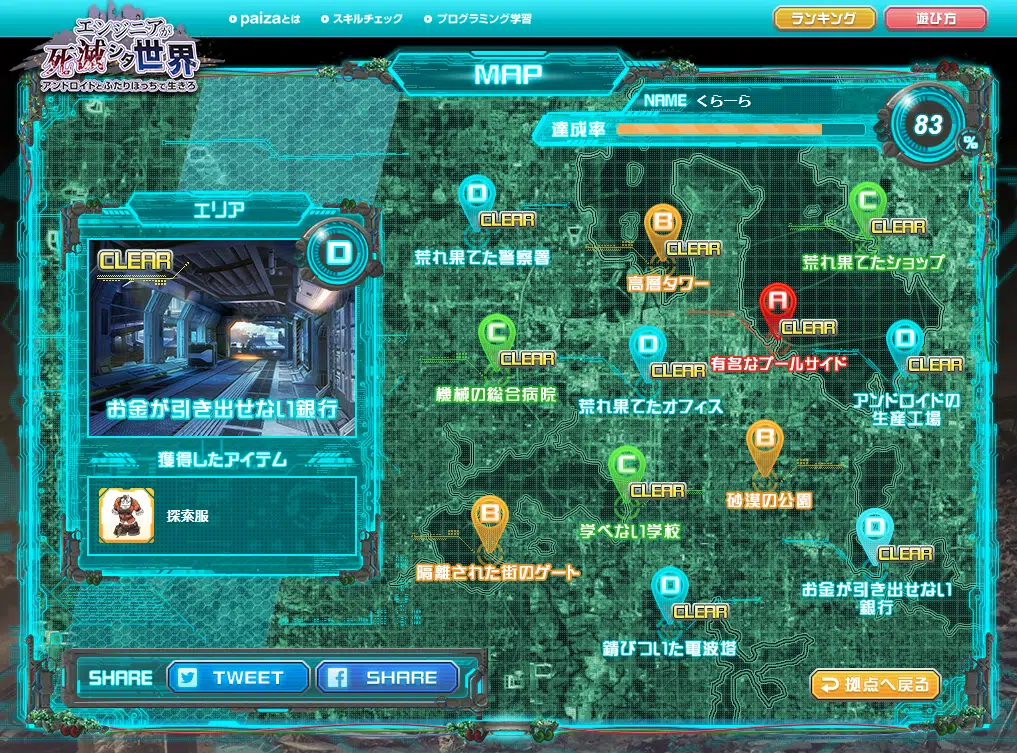 paizaとは
スキルチェック
プログラミング学習
ランキング
遊び方
エンジニアが
死滅シタ世界
アンドロイドとふたりぼっちで生きろ
MAP
NAME くらーら
達成率
83
%
エリア
D
CLEAR
お金が引き出せない銀行
獲得したアイテム
探索服
D
CLEAR
荒れ果てた警察署
B
CLEAR
高層タワー
C
CLEAR
荒れ果てたショップ
A
CLEAR
有名なプールサイド
C
CLEAR
機械の総合病院
D
CLEAR
荒れ果てたオフィス
D
CLEAR
アンドロイドの
生産工場
B
砂漠の公園
C
CLEAR
学べない学校
B
隔離された街のゲート
D
CLEAR
お金が引き出せない
銀行
D
CLEAR
錆びついた電波塔
SHARE
TWEET
SHARE
拠点へ戻る